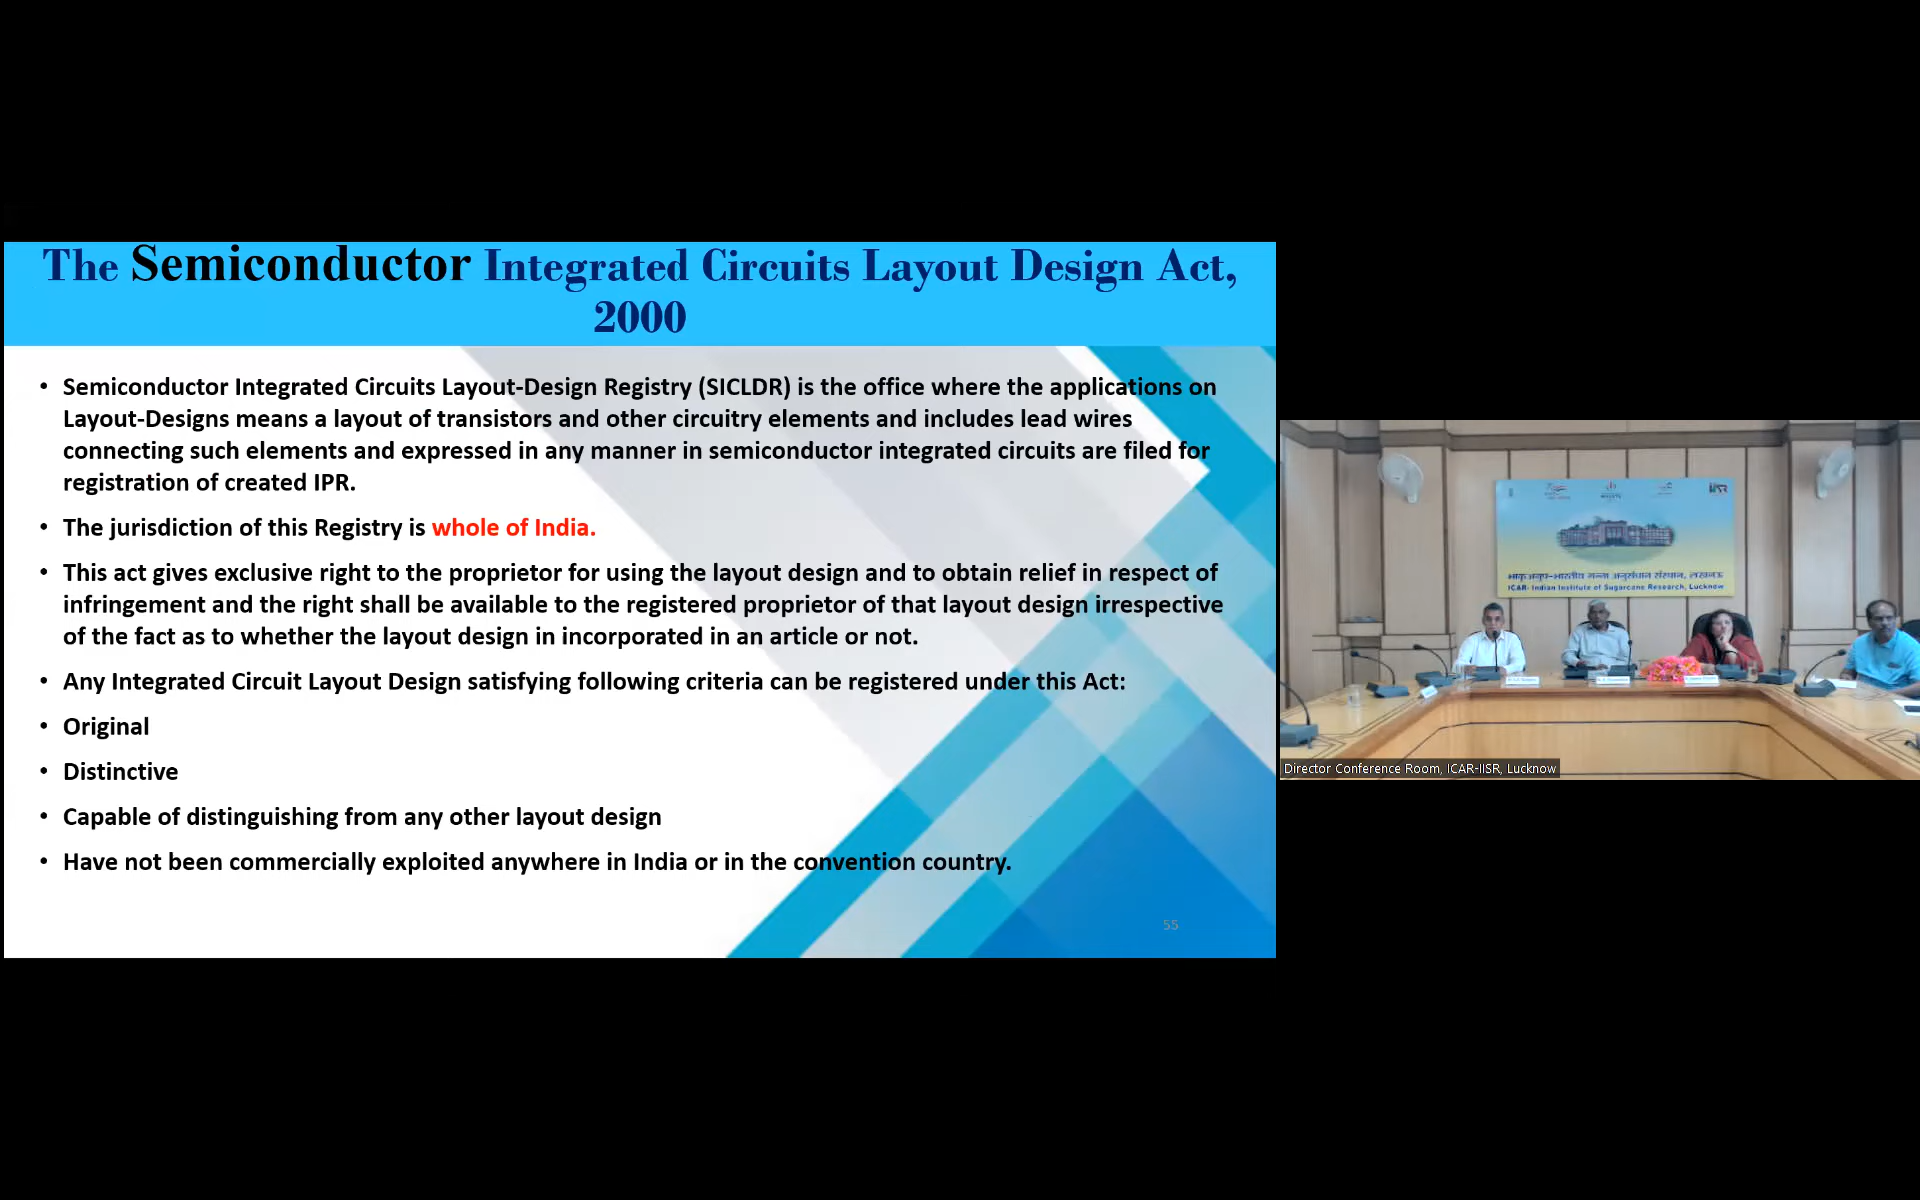 The Semiconductor Integrated Circuits Layout Design Act,
2000
• Semiconductor Integrated Circuits Layout-Design Registry (SICLDR) is the office where the applications on
Layout-Designs means a layout of transistors and other circuitry elements and includes lead wires
connecting such elements and expressed in any manner in semiconductor integrated circuits are filed for
registration of created IPR.
• The jurisdiction of this Registry is whole of India.
• This act gives exclusive right to the proprietor for using the layout design and to obtain relief in respect of
infringement and the right shall be available to the registered proprietor of that layout design irrespective
of the fact as to whether the layout design in incorporated in an article or not.
• Any Integrated Circuit Layout Design satisfying following criteria can be registered under this Act:
• Original
• Distinctive
• Capable of distinguishing from any other layout design
• Have not been commercially exploited anywhere in India or in the convention country.
55
IISR
भाकृअनुप-भारतीय गन्ना अनुसंधान संस्थान, लखनऊ
ICAR- Indian Institute of Sugarcane Research, Lucknow
Director Conference Room, ICAR-IISR, Lucknow